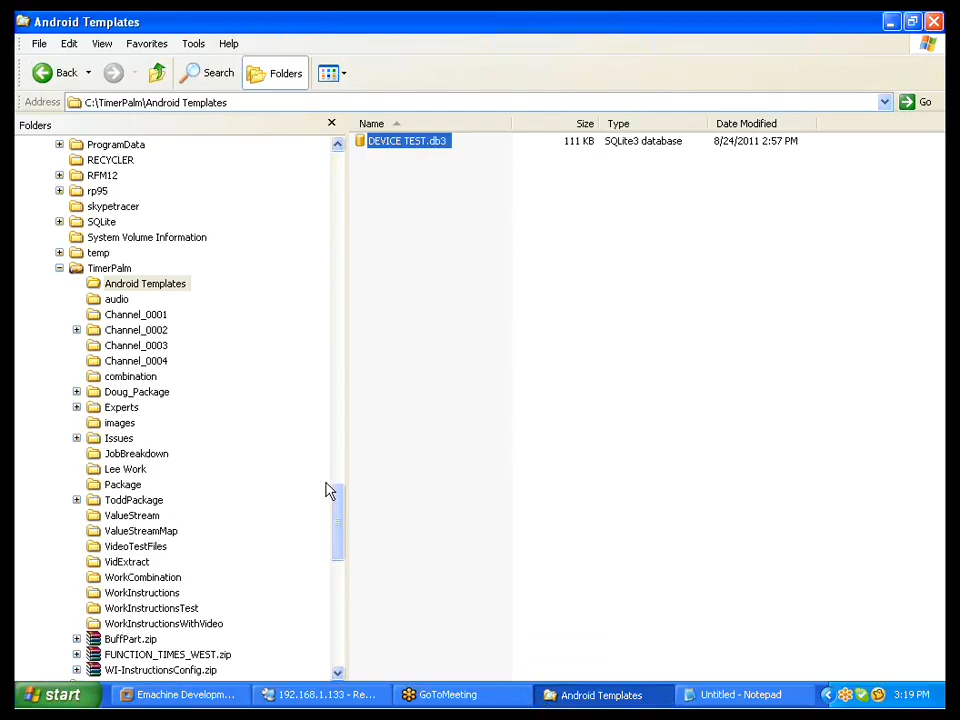 Android Templates
File Edit View Favorites Tools Help
Back Search Folders
Address C:\TimerPalm\Android Templates Go
Folders
Name Size Type Date Modified
DEVICE TEST.db3 111 KB SQLite3 database 8/24/2011 2:57 PM
ProgramData
RECYCLER
RFM12
rp95
skypetracer
SQLite
System Volume Information
temp
TimerPalm
Android Templates
audio
Channel_0001
Channel_0002
Channel_0003
Channel_0004
combination
Doug_Package
Experts
images
Issues
JobBreakdown
Lee Work
Package
ToddPackage
ValueStream
ValueStreamMap
VideoTestFiles
VidExtract
WorkCombination
WorkInstructions
WorkInstructionsTest
WorkInstructionsWithVideo
BuffPart.zip
FUNCTION_TIMES_WEST.zip
WI-InstructionsConfig.zip
start Emachine Developm... 192.168.1.133 - Re... GoToMeeting Android Templates Untitled - Notepad 3:19 PM